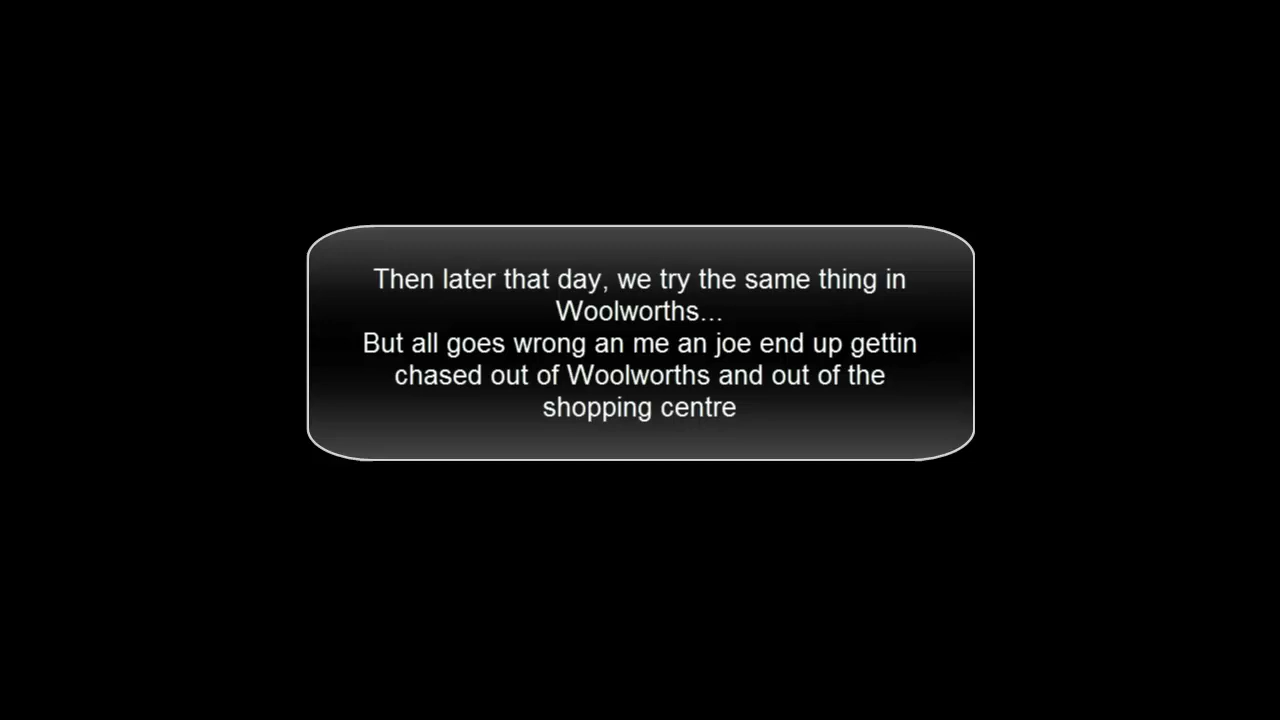 Then later that day, we try the same thing in
Woolworths...
But all goes wrong an me an joe end up gettin
chased out of Woolworths and out of the
shopping centre